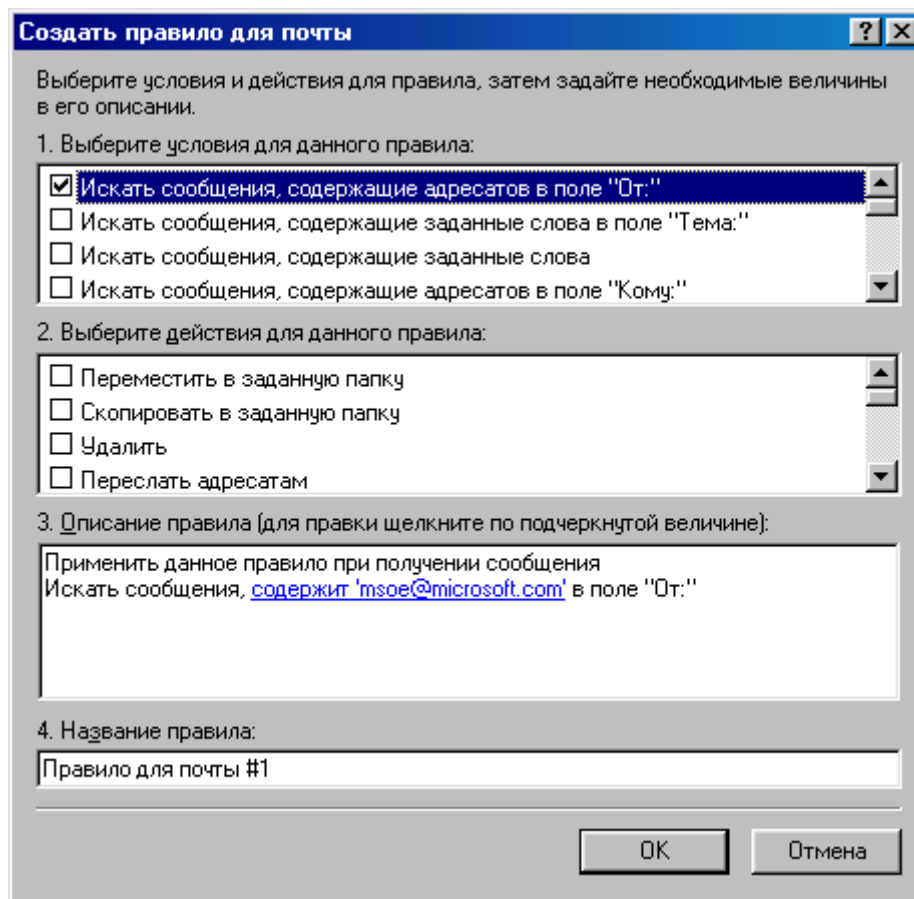 Создать правило для почты
Выберите условия и действия для правила, затем задайте необходимые величины
в его описании.
1. Выберите условия для данного правила:
Искать сообщения, содержащие адресатов в поле "От:"
Искать сообщения, содержащие заданные слова в поле "Тема:"
Искать сообщения, содержащие заданные слова
Искать сообщения, содержащие адресатов в поле "Кому:"
2. Выберите действия для данного правила:
Переместить в заданную папку
Скопировать в заданную папку
Удалить
Переслать адресатам
3. Описание правила (для правки щелкните по подчеркнутой величине):
Применить данное правило при получении сообщения
Искать сообщения, содержит 'msoe@microsoft.com' в поле "От:"
4. Название правила:
Правило для почты #1
OK Отмена